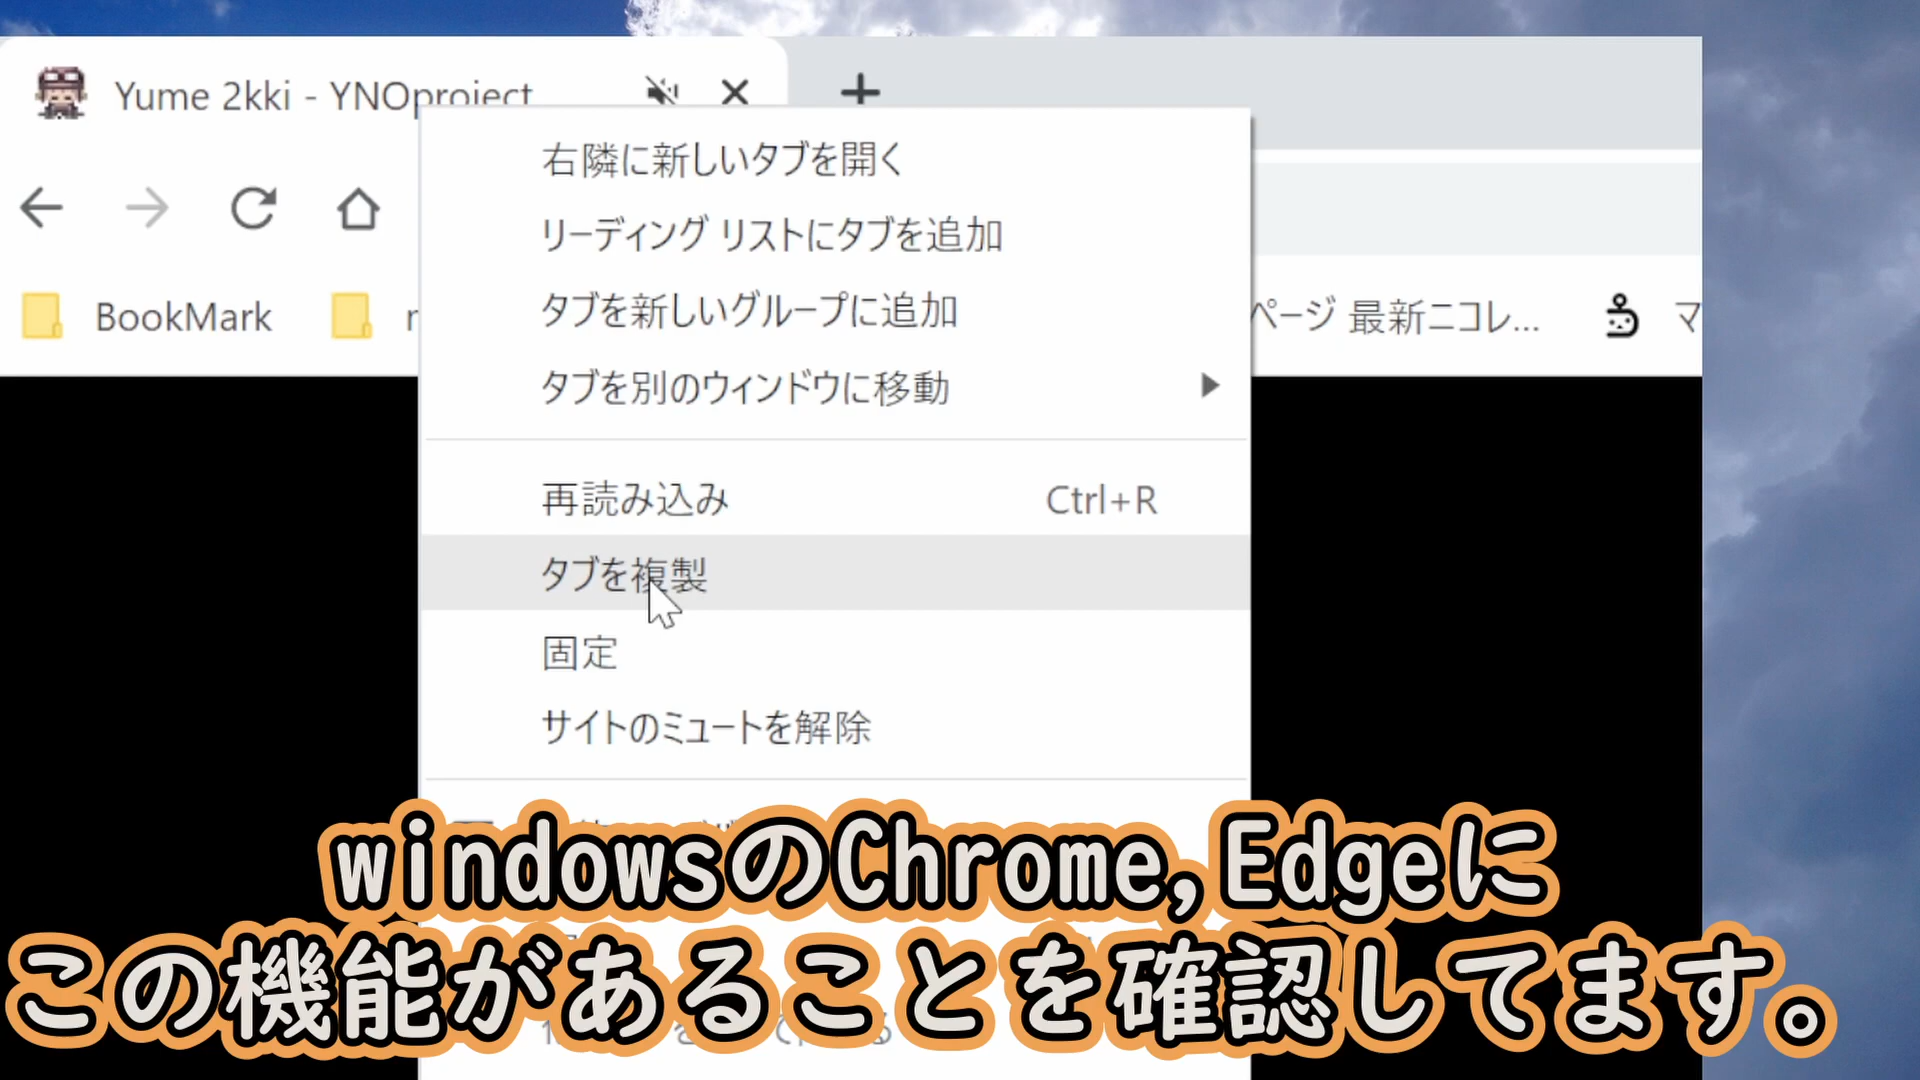 Yume 2kki - YNOproject
右隣に新しいタブを開く
リーディング リストにタブを追加
タブを新しいグループに追加
タブを別のウィンドウに移動
BookMark
ページ 最新ニコレ...
マ
再読み込み Ctrl+R
タブを複製
固定
サイトのミュートを解除
windowsのChrome,Edgeに
この機能があることを確認してます。